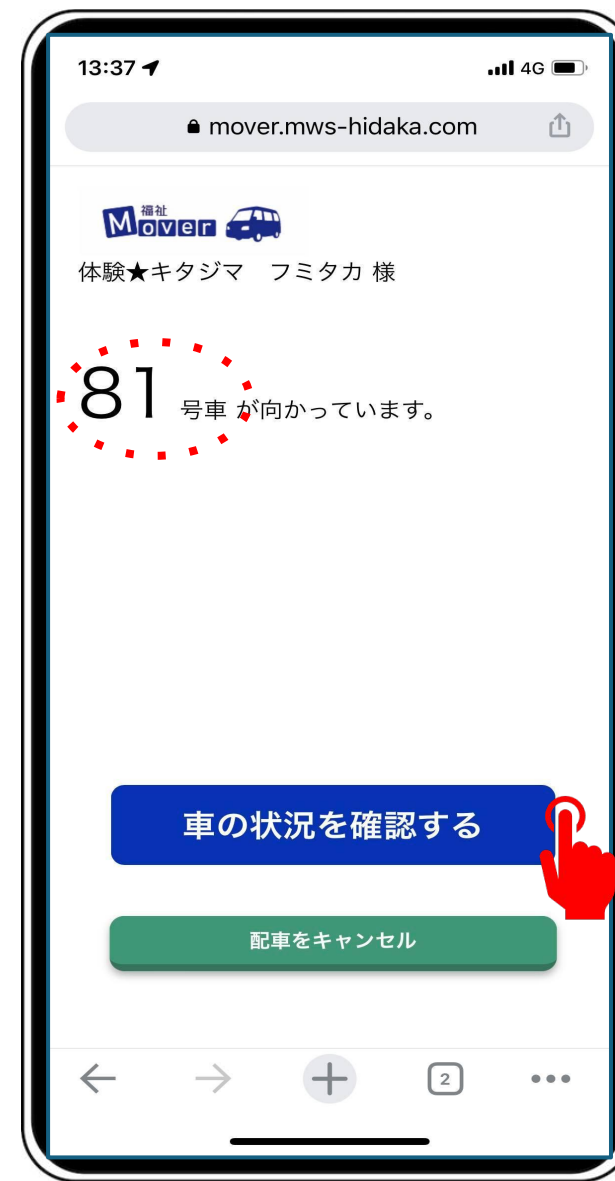 13:37
4G
mover.mws-hidaka.com
福祉
Mover
体験★キタジマ　フミタカ 様
81 号車 が向かっています。
車の状況を確認する
配車をキャンセル
2